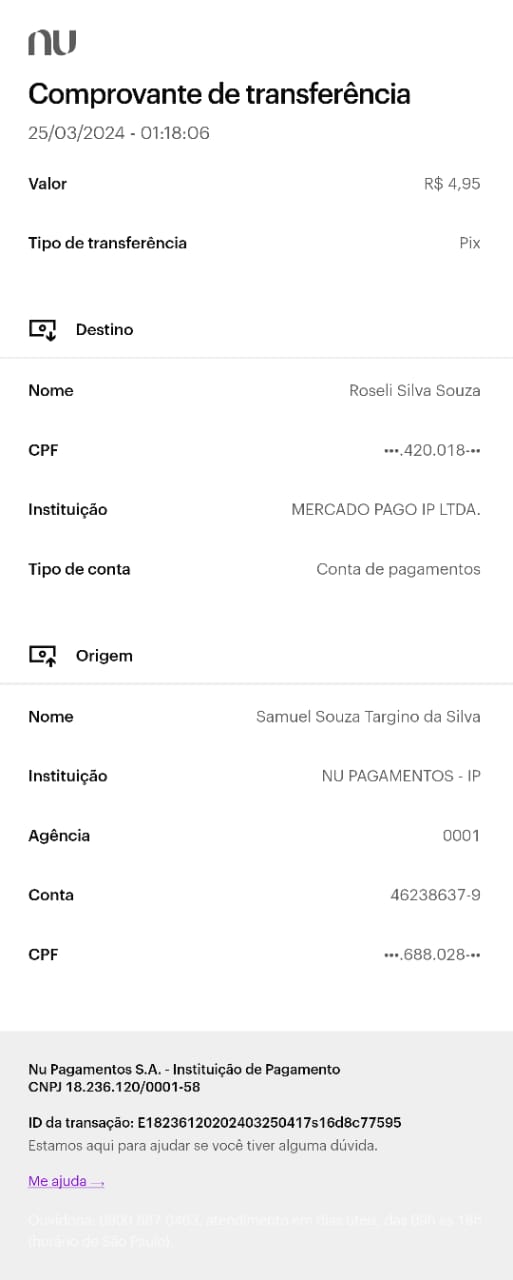 nu
Comprovante de transferência
25/03/2024 - 01:18:06
Valor R$ 4,95
Tipo de transferência Pix
Destino
Nome Roseli Silva Souza
CPF •••.420.018-••
Instituição MERCADO PAGO IP LTDA.
Tipo de conta Conta de pagamentos
Origem
Nome Samuel Souza Targino da Silva
Instituição NU PAGAMENTOS - IP
Agência 0001
Conta 46238637-9
CPF •••.688.028-••
Nu Pagamentos S.A. - Instituição de Pagamento
CNPJ 18.236.120/0001-58
ID da transação: E18236120202403250417s16d8c77595
Estamos aqui para ajudar se você tiver alguma dúvida.
Me ajuda →
Ouvidoria: 0800 887 0463, atendimento em dias úteis, das 09h às 18h
(horário de São Paulo).